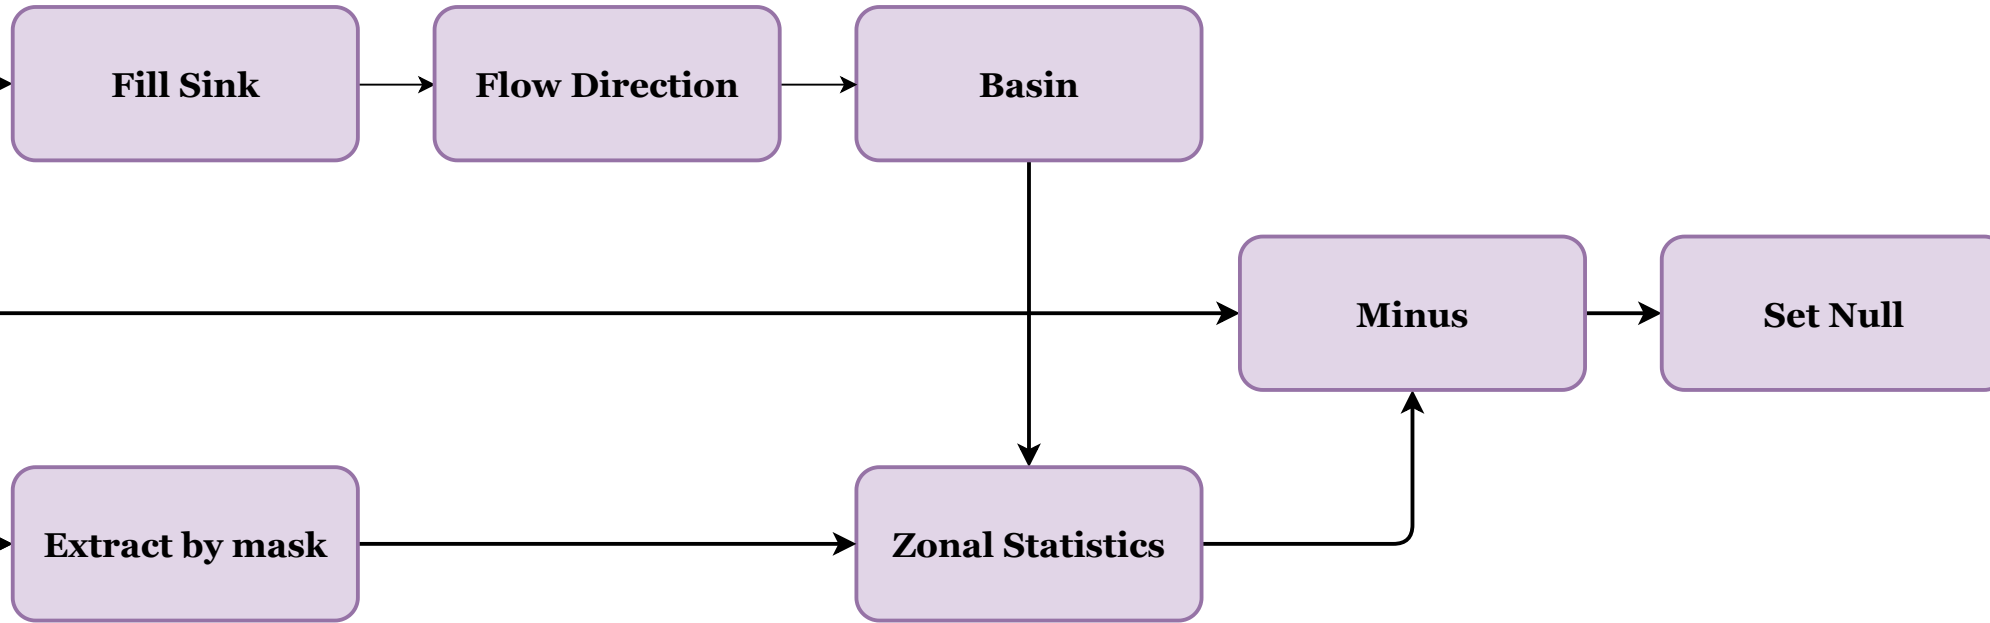 Fill Sink
Flow Direction
Basin
Minus
Set Null
Extract by mask
Zonal Statistics